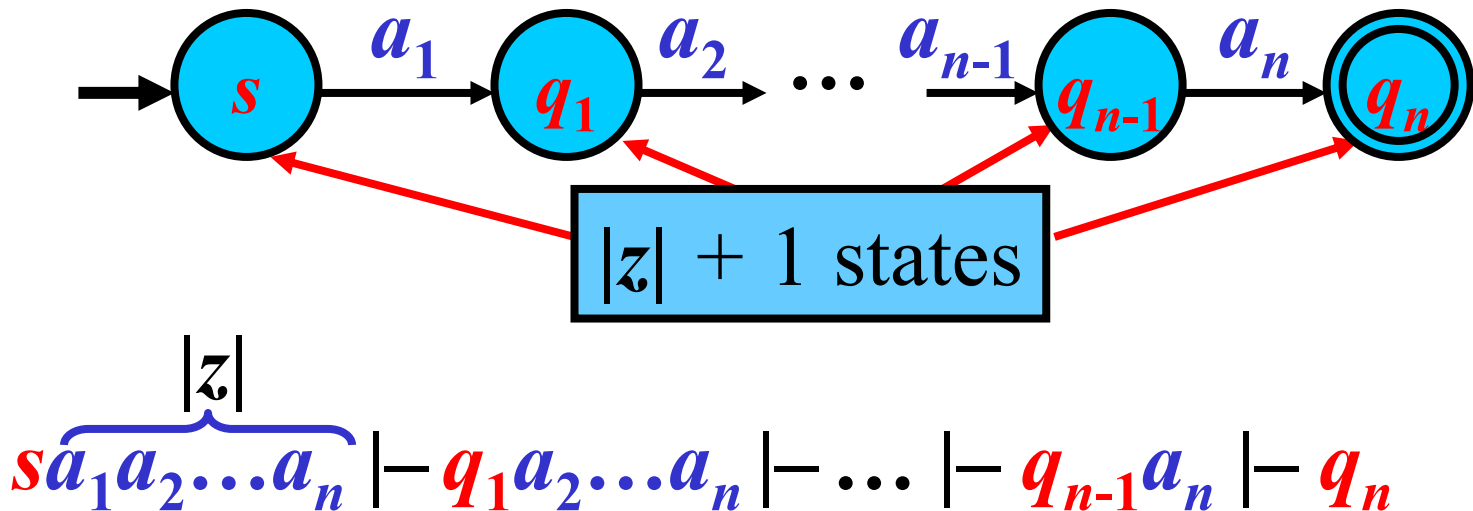 a₁ a₂ ... aₙ₋₁ aₙ
s q₁ qₙ₋₁ qₙ
|z| + 1 states
|z|
sa₁a₂…aₙ |– q₁a₂…aₙ |– … |– qₙ₋₁aₙ |– qₙ